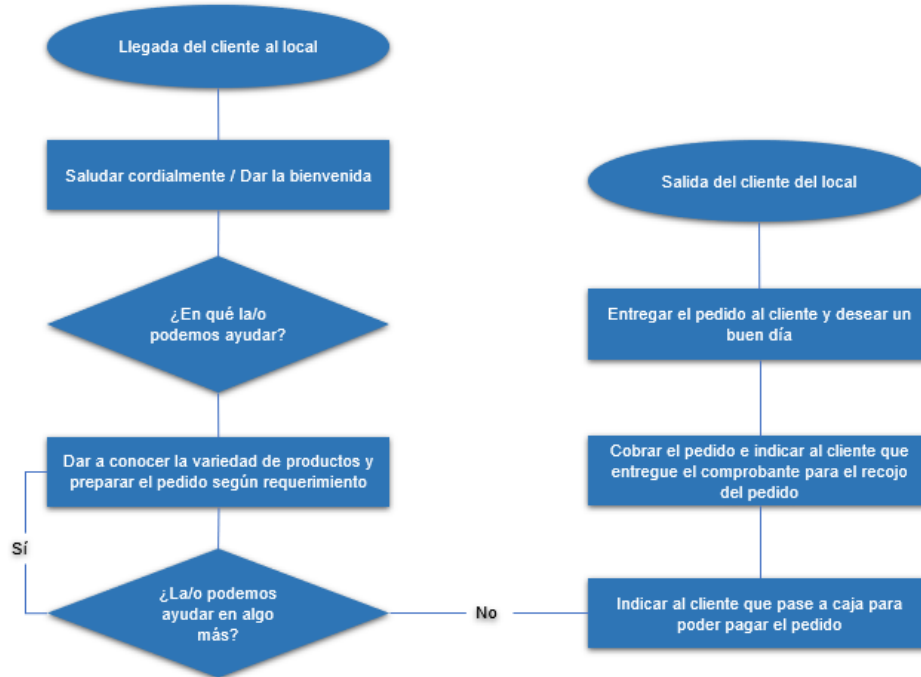 Llegada del cliente al local
Saludar cordialmente / Dar la bienvenida
¿En qué la/o
podemos ayudar?
Dar a conocer la variedad de productos y
preparar el pedido según requerimiento
Sí
¿La/o podemos
ayudar en algo
más?
No
Indicar al cliente que pase a caja para
poder pagar el pedido
Cobrar el pedido e indicar al cliente que
entregue el comprobante para el recojo
del pedido
Entregar el pedido al cliente y desear un
buen día
Salida del cliente del local